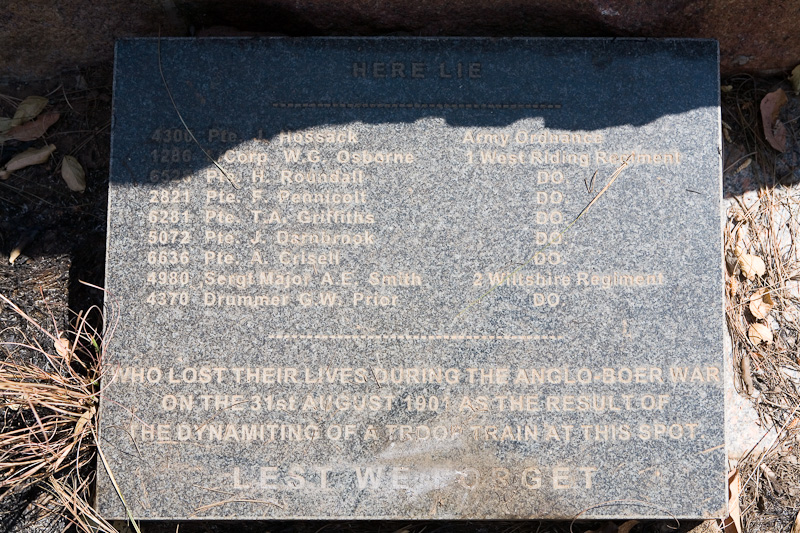 HERE LIE
4300 Pte. J. Hossack Army Ordnance
1286 L/Corp. W.G. Osborne 1 West Riding Regiment
Pte. H. Roundall DO.
2821 Pte. F. Pennicott DO.
6281 Pte. T.A. Griffiths DO.
5072 Pte. J. Darnbrook DO.
6636 Pte. A. Crisell DO.
4980 Sergt Major A.E. Smith 2 Wiltshire Regiment
4370 Drummer G.W. Prior DO.
WHO LOST THEIR LIVES DURING THE ANGLO-BOER WAR
ON THE 31st AUGUST 1901 AS THE RESULT OF
THE DYNAMITING OF A TROOP TRAIN AT THIS SPOT.
LEST WE FORGET